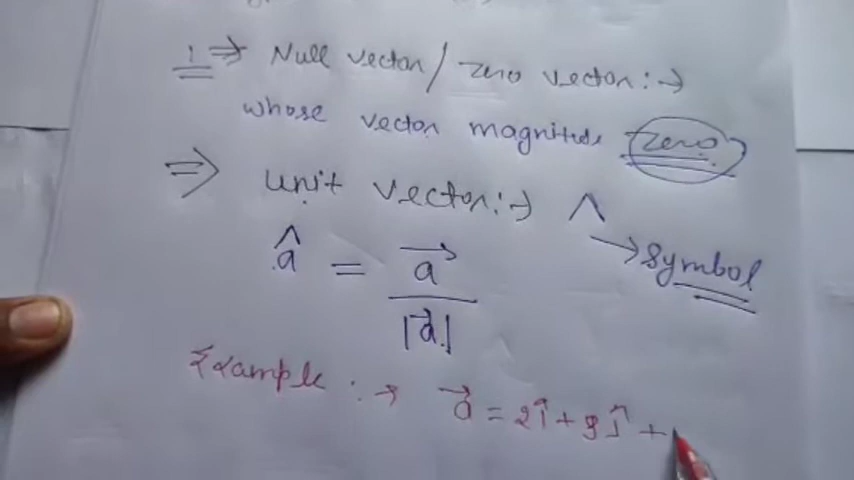 1 ⇒ Null vector / zero vector :→
whose vector magnitude zero
⇒ unit vector :→ ^
→ symbol
â = a⃗ / |a⃗|
Example :→ a⃗ = 2î + 3ĵ +